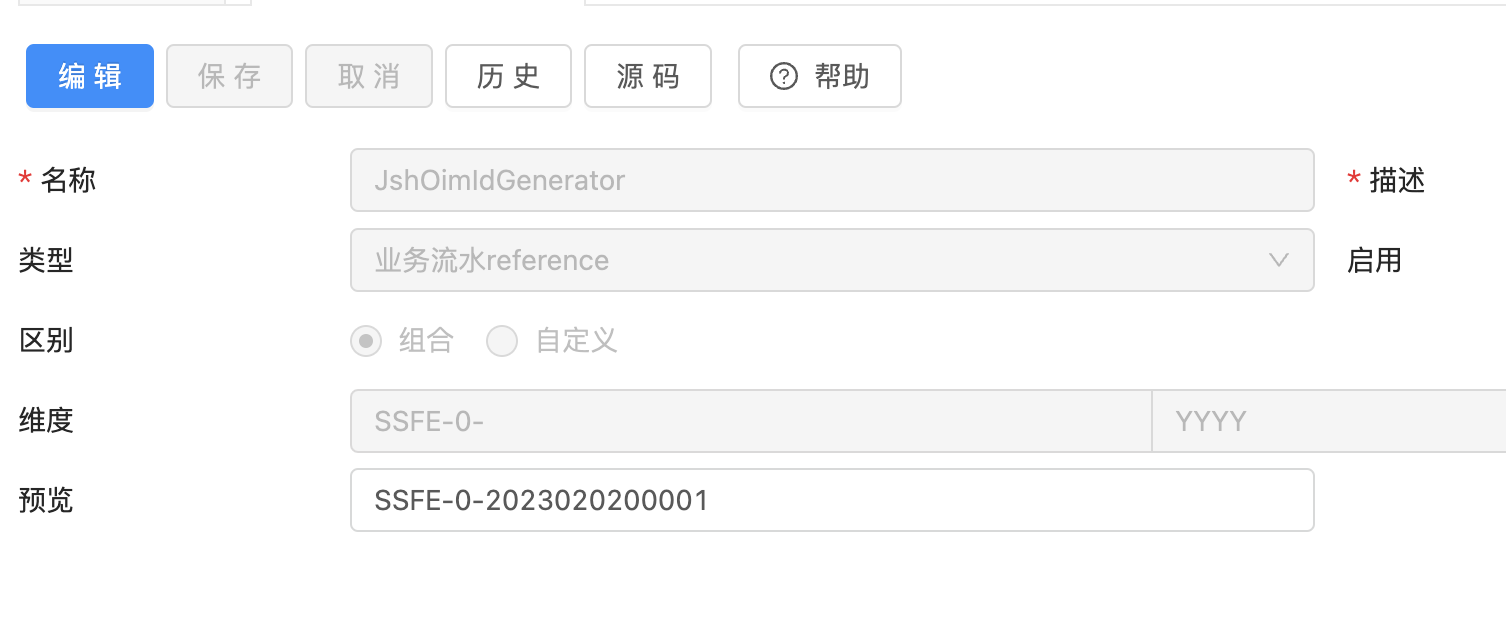 编 辑 保 存 取 消 历 史 源 码 帮助
* 名称 JshOimIdGenerator * 描述
类型 业务流水reference 启用
区别 组合 自定义
维度 SSFE-0- YYYY
预览 SSFE-0-2023020200001